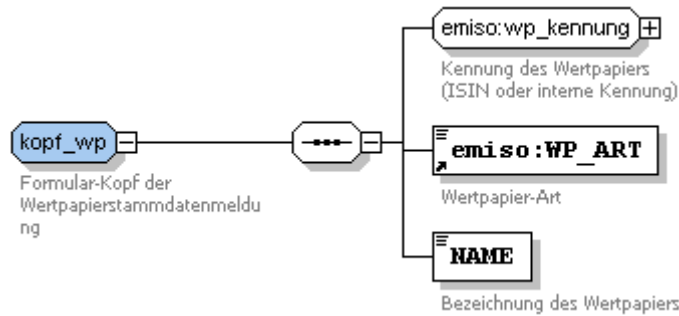 emiso:wp_kennung
Kennung des Wertpapiers
(ISIN oder interne Kennung)
kopf_wp
Formular-Kopf der
Wertpapierstammdatenmeldu
ng
emiso:WP_ART
Wertpapier-Art
NAME
Bezeichnung des Wertpapiers